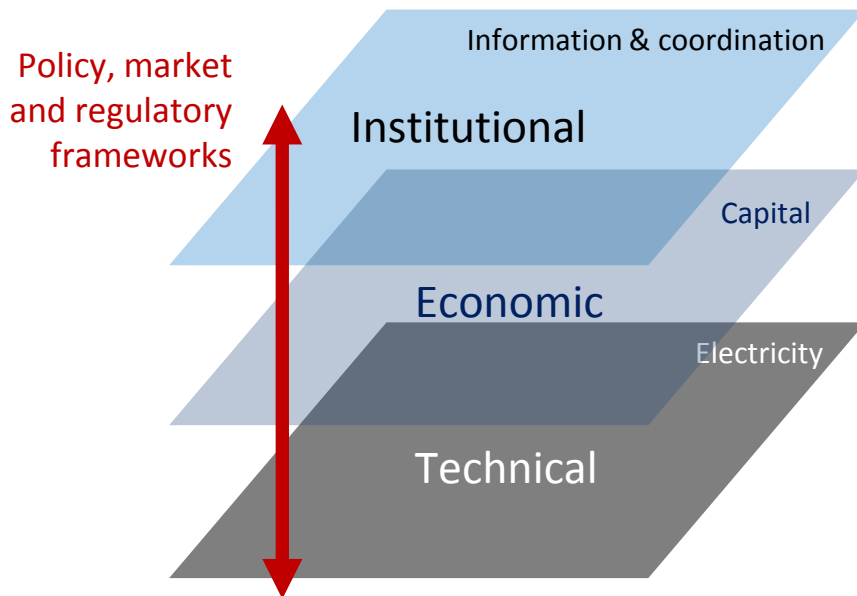 Information & coordination
Policy, market
and regulatory
frameworks
Institutional
Capital
Economic
Electricity
Technical